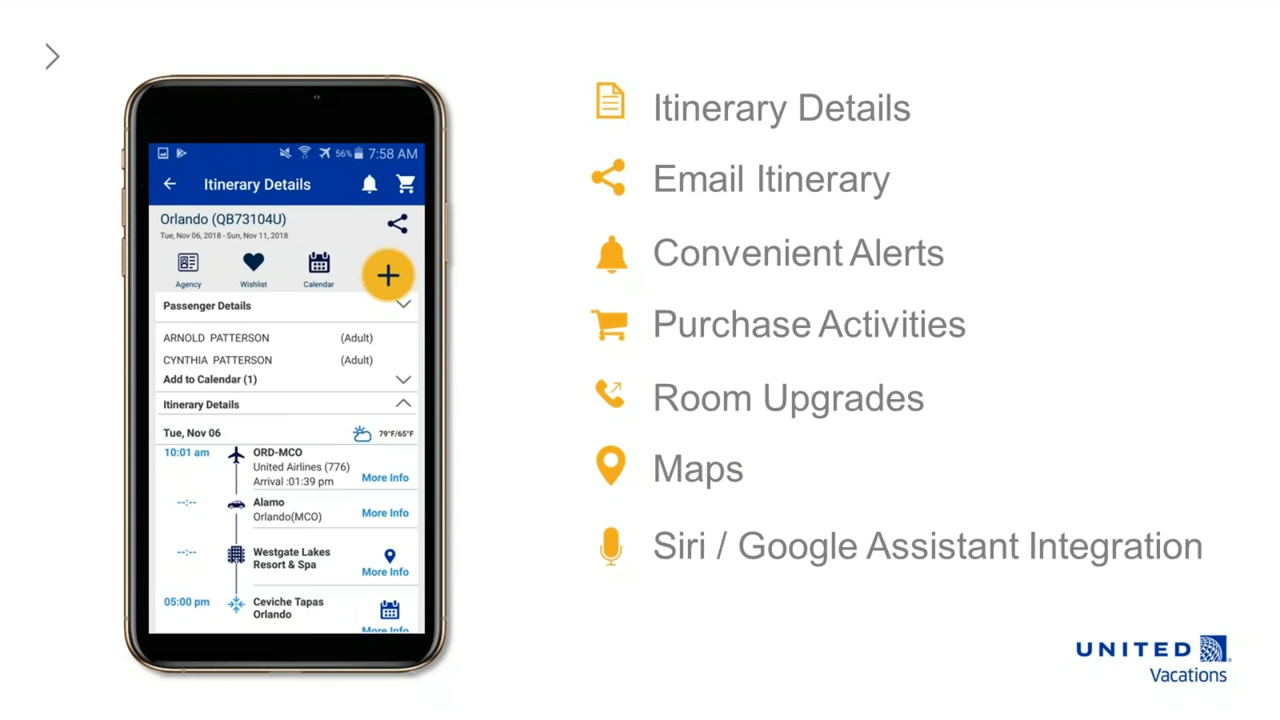 56% 7:58 AM
Itinerary Details
Orlando (QB73104U)
Tue, Nov 06, 2018 - Sun, Nov 11, 2018
Agency Wishlist Calendar
Passenger Details
ARNOLD PATTERSON (Adult)
CYNTHIA PATTERSON (Adult)
Add to Calendar (1)
Itinerary Details
Tue, Nov 06 79°F/65°F
10:01 am ORD-MCO
United Airlines (776)
Arrival :01:39 pm More Info
--:-- Alamo
Orlando(MCO) More Info
--:-- Westgate Lakes
Resort & Spa More Info
05:00 pm Ceviche Tapas
Orlando
More Info
Itinerary Details
Email Itinerary
Convenient Alerts
Purchase Activities
Room Upgrades
Maps
Siri / Google Assistant Integration
UNITED
Vacations